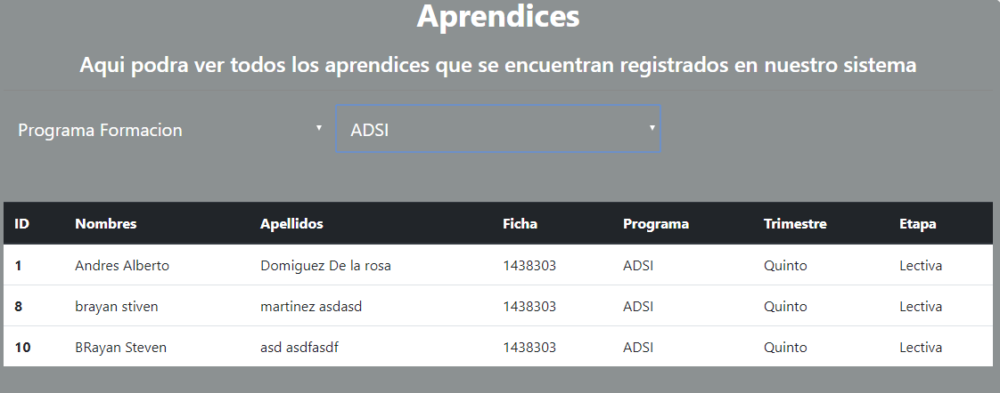 Aprendices
Aqui podra ver todos los aprendices que se encuentran registrados en nuestro sistema
Programa Formacion ADSI
ID Nombres Apellidos Ficha Programa Trimestre Etapa
1 Andres Alberto Domiguez De la rosa 1438303 ADSI Quinto Lectiva
8 brayan stiven martinez asdasd 1438303 ADSI Quinto Lectiva
10 BRayan Steven asd asdfasdf 1438303 ADSI Quinto Lectiva